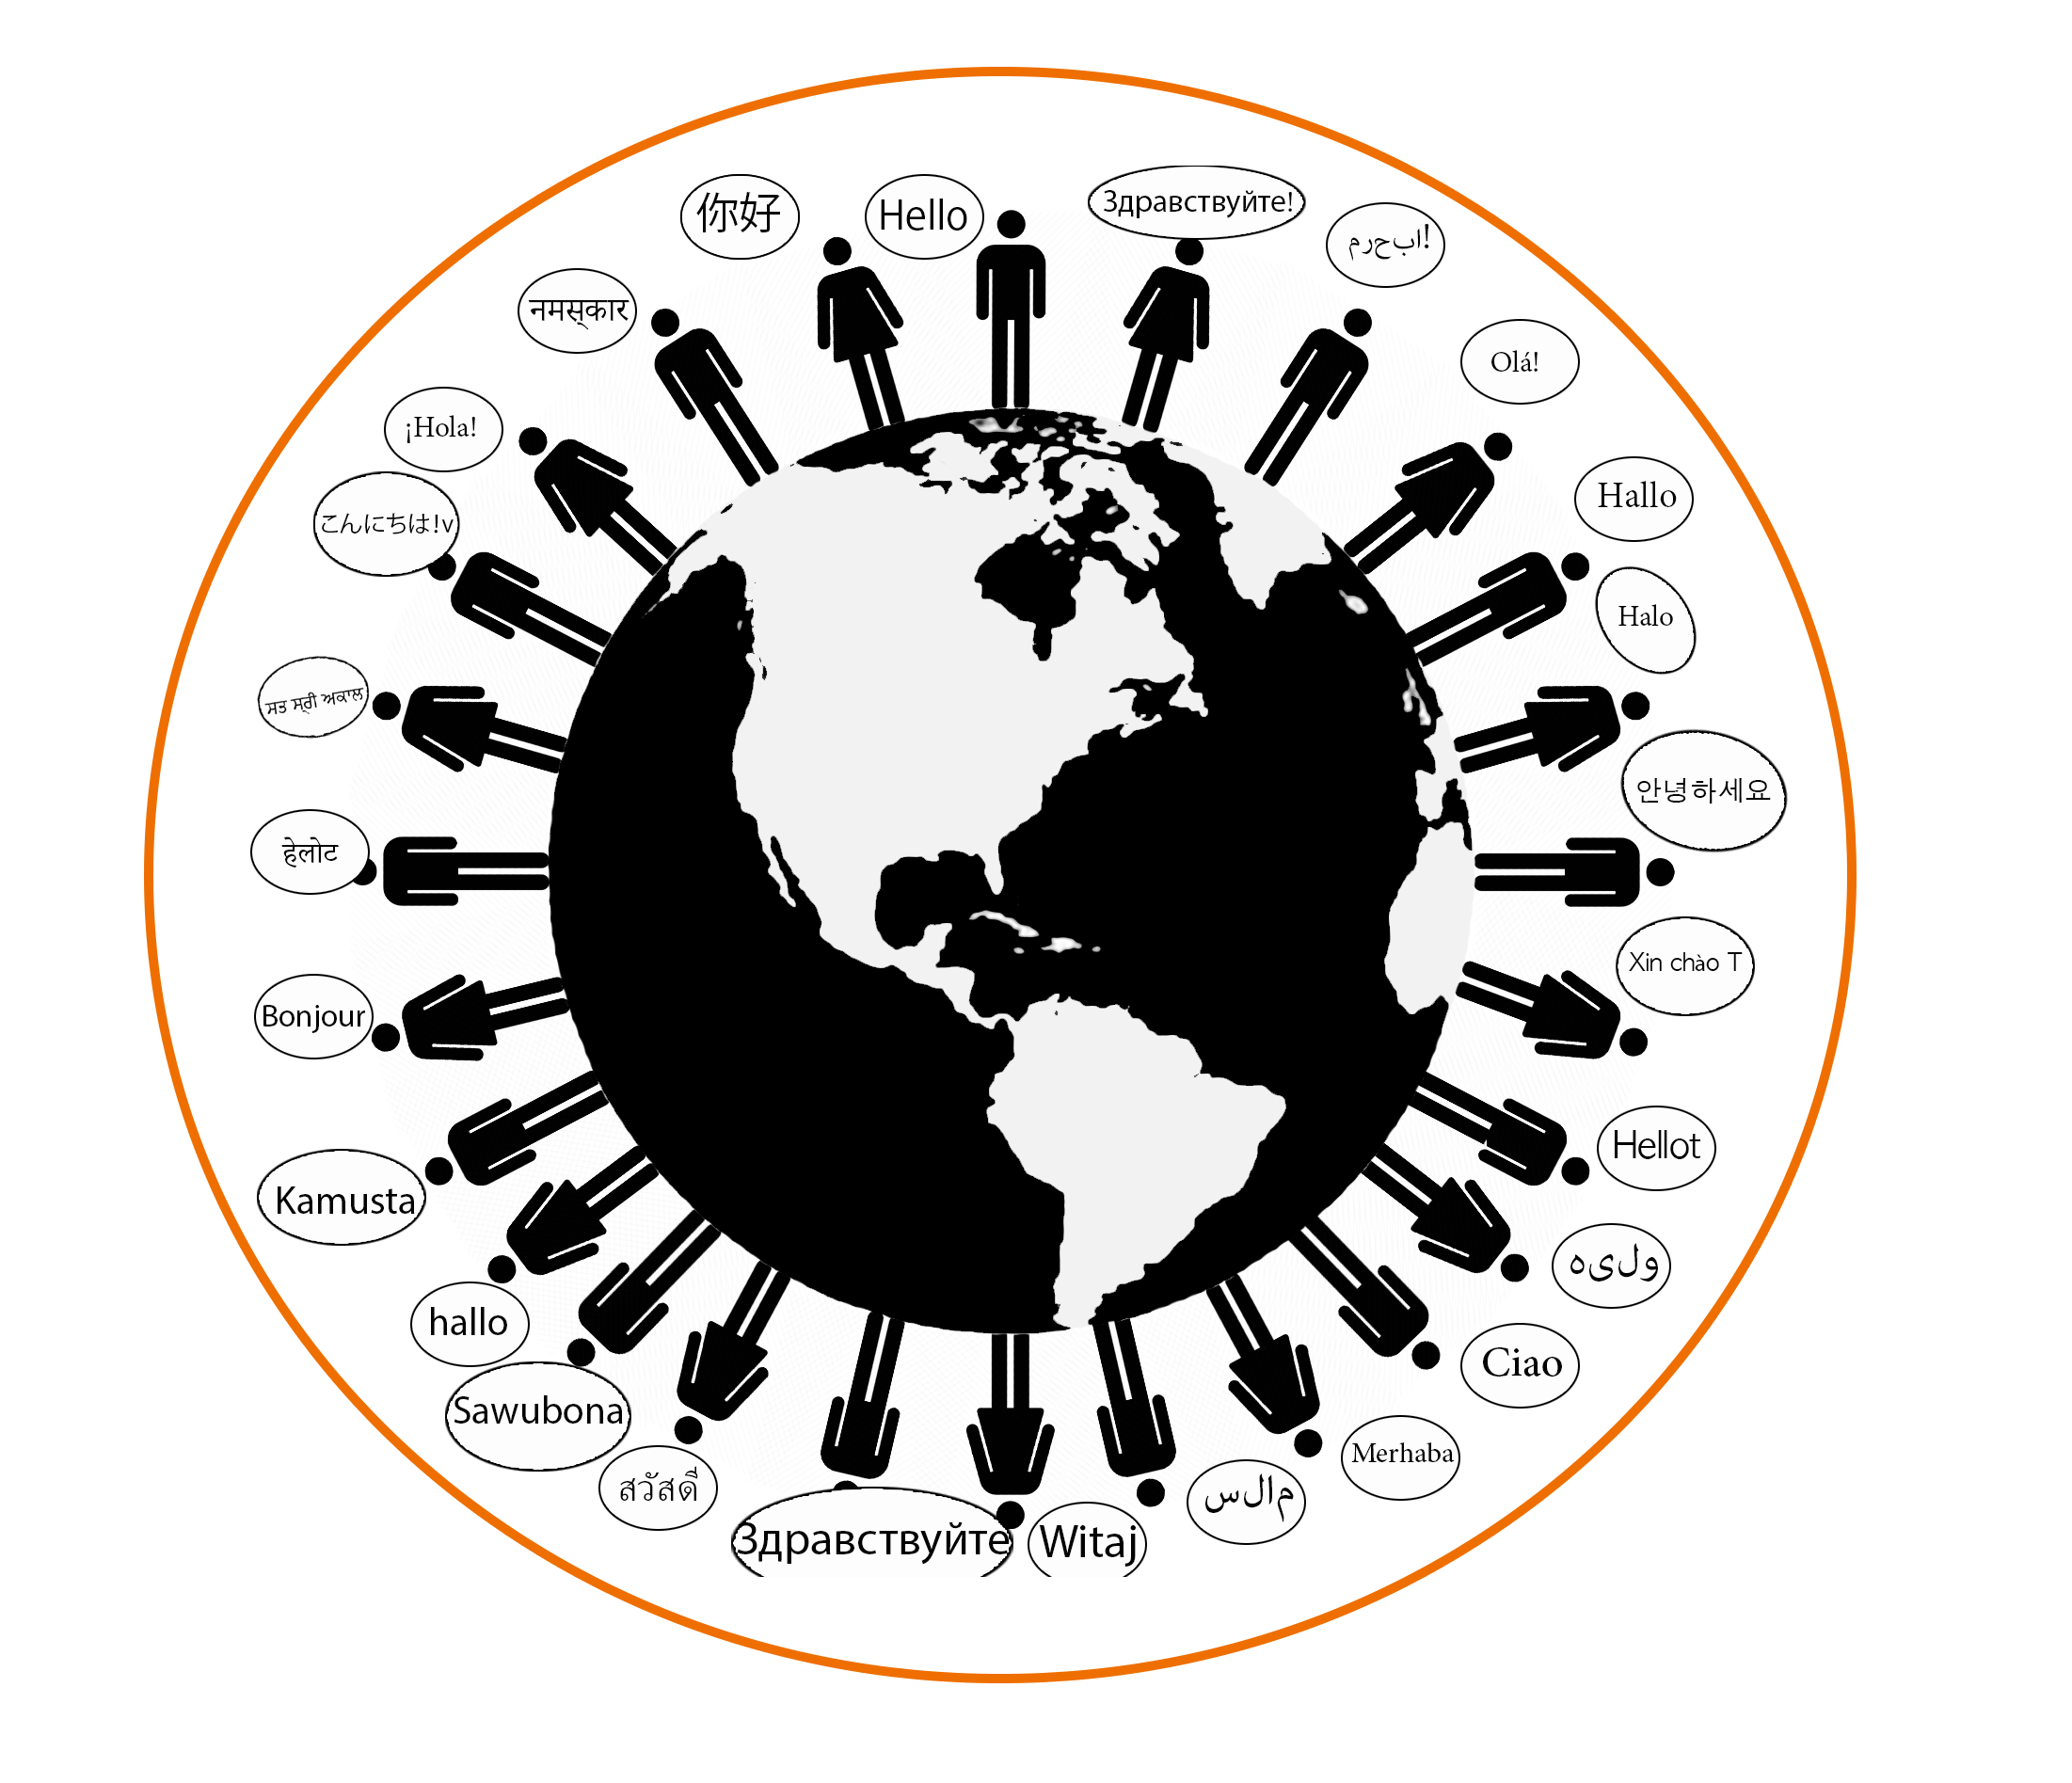 你好
Hello
Здравствуйте!
مرحبا!
नमस्कार
Olá!
¡Hola!
Hallo
こんにちは!v
Halo
ਸਤ ਸ੍ਰੀ ਅਕਾਲ
안녕하세요
हेलोट
Xin chào T
Bonjour
Hellot
Kamusta
هیلو
hallo
Ciao
Sawubona
Merhaba
สวัสดี
سلام
Здравствуйте
Witaj